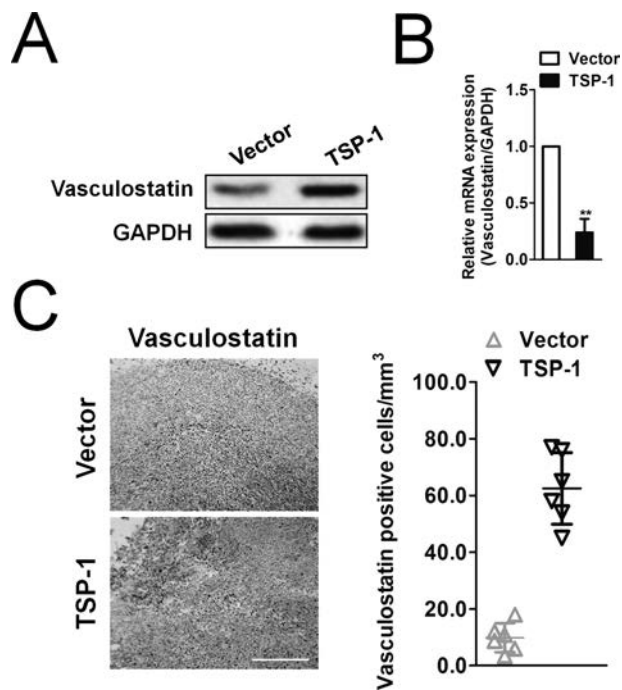 A
Vector
TSP-1
Vasculostatin
GAPDH
B
Vector
TSP-1
Relative mRNA expression
(Vasculostatin/GAPDH)
1.5
1.0
0.5
0.0
**
C
Vasculostatin
Vector
TSP-1
Vector
TSP-1
Vasculostatin positive cells/mm³
100.0
80.0
60.0
40.0
20.0
0.0